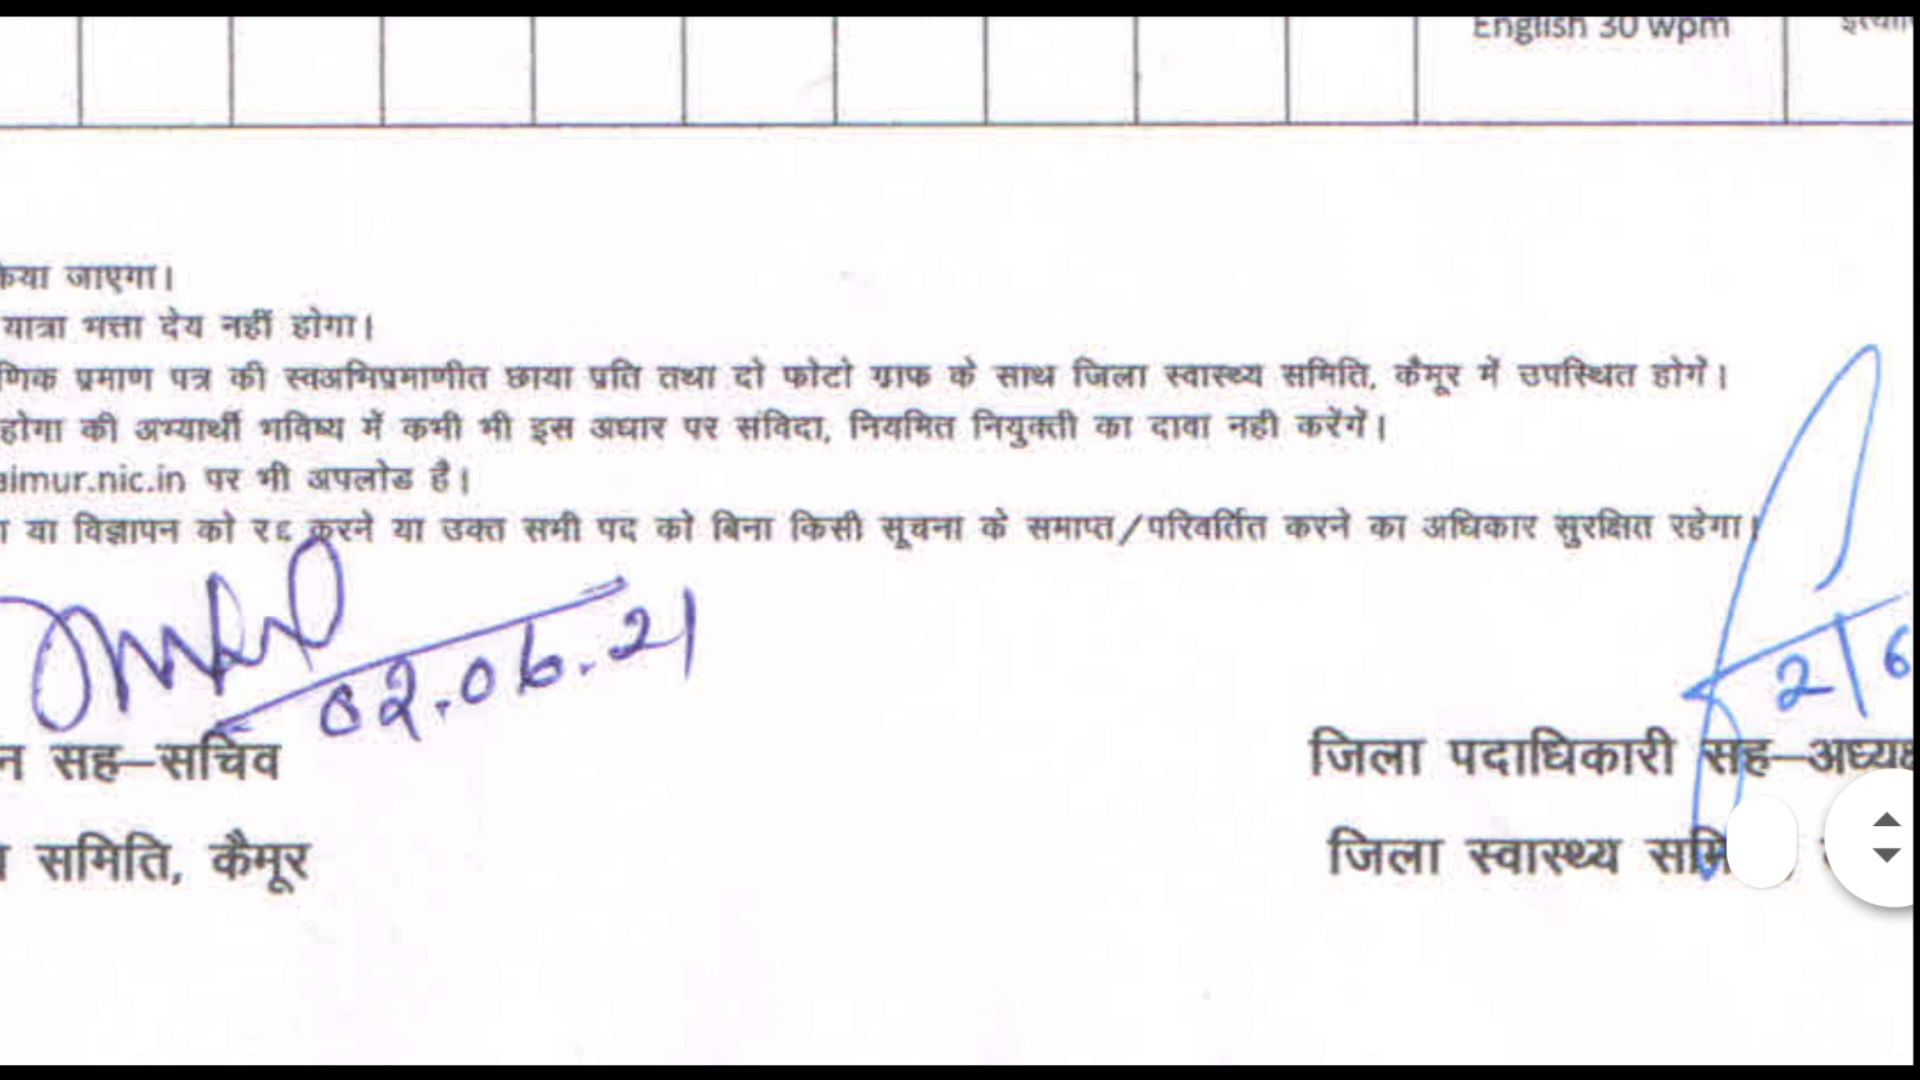 English 30 wpm
जाएगा।
यात्रा भत्ता देय नहीं होगा।
प्रमाण पत्र की स्वअभिप्रमाणीत छाया प्रति तथा दो फोटो ग्राफ के साथ जिला स्वास्थ्य समिति, कैमूर में उपस्थित होगें।
होगा की अभ्यार्थी भविष्य में कभी भी इस अधार पर संविदा, नियमित नियुक्ती का दावा नही करेंगें।
aimur.nic.in पर भी अपलोड है।
या विज्ञापन को रद्द करने या उक्त सभी पद को बिना किसी सूचना के समाप्त/परिवर्तित करने का अधिकार सुरक्षित रहेगा।
02.06.21
2/6
सह–सचिव
जिला पदाधिकारी सह–अध्यक्ष
समिति, कैमूर
जिला स्वास्थ्य